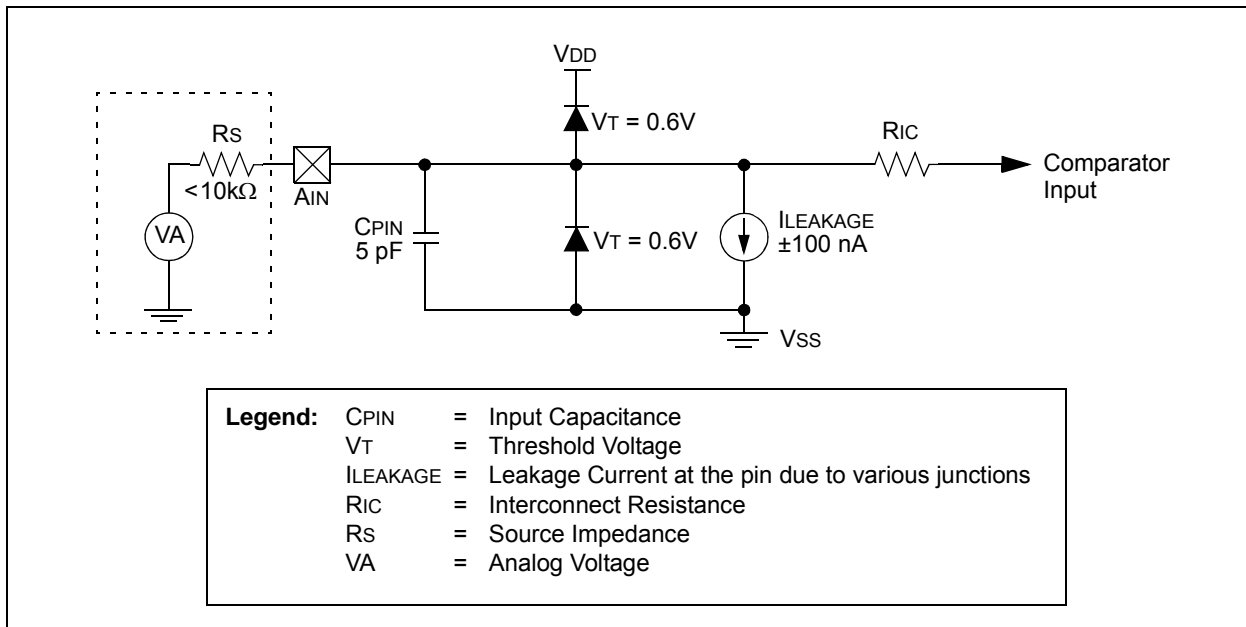 VDD
VT = 0.6V
RS
<10kΩ
AIN
RIC
Comparator
Input
VA
CPIN
5 pF
VT = 0.6V
ILEAKAGE
±100 nA
VSS
Legend: CPIN = Input Capacitance
VT = Threshold Voltage
ILEAKAGE = Leakage Current at the pin due to various junctions
RIC = Interconnect Resistance
RS = Source Impedance
VA = Analog Voltage